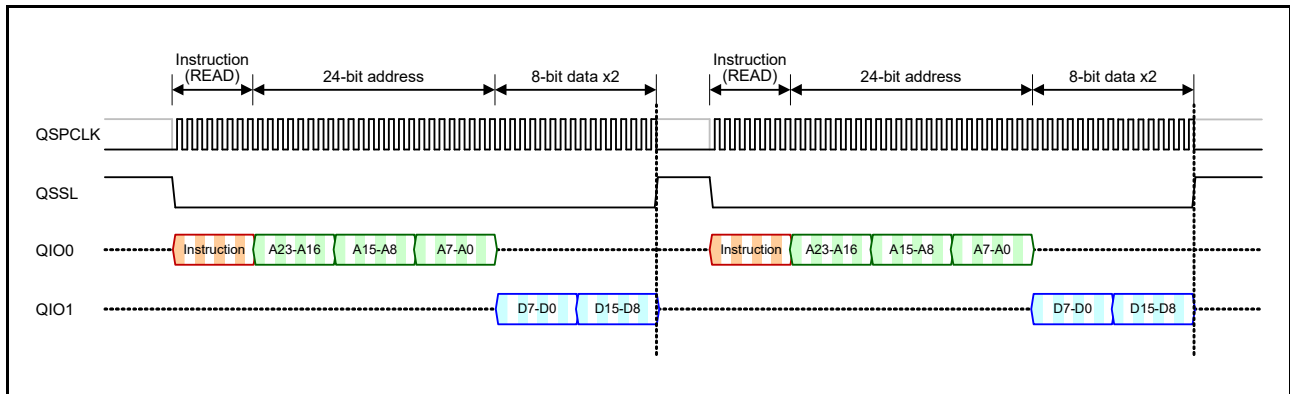 Instruction
(READ) 24-bit address 8-bit data x2 Instruction
(READ) 24-bit address 8-bit data x2
QSPCLK
QSSL
QIO0 Instruction A23-A16 A15-A8 A7-A0 Instruction A23-A16 A15-A8 A7-A0
QIO1 D7-D0 D15-D8 D7-D0 D15-D8